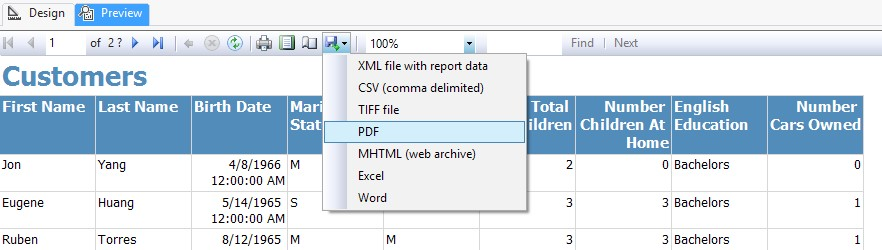 Design Preview
1 of 2 ? 100% Find | Next
Customers
XML file with report data
CSV (comma delimited)
TIFF file
PDF
MHTML (web archive)
Excel
Word
First Name Last Name Birth Date Mari Total Number English Number
Stat ildren Children At Education Cars Owned
Home
Jon Yang 4/8/1966 M 2 0 Bachelors 0
12:00:00 AM
Eugene Huang 5/14/1965 S 3 3 Bachelors 1
12:00:00 AM
Ruben Torres 8/12/1965 M M 3 3 Bachelors 1